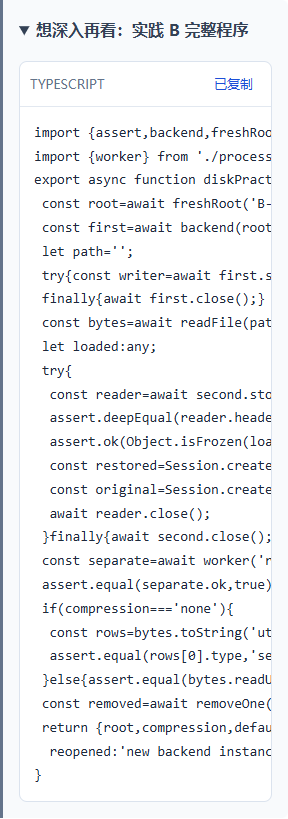 ▼ 想深入再看：实践 B 完整程序
TYPESCRIPT 已复制
import {assert,backend,freshRoo
import {worker} from './process
export async function diskPract
const root=await freshRoot('B-
const first=await backend(root
let path='';
try{const writer=await first.s
finally{await first.close();}
const bytes=await readFile(pat
let loaded:any;
try{
const reader=await second.sto
assert.deepEqual(reader.heade
assert.ok(Object.isFrozen(loa
const restored=Session.create
const original=Session.create
await reader.close();
}finally{await second.close();
const separate=await worker('r
assert.equal(separate.ok,true)
if(compression==='none'){
const rows=bytes.toString('ut
assert.equal(rows[0].type,'se
}else{assert.equal(bytes.readU
const removed=await removeOne(
return {root,compression,defau
reopened:'new backend instanc
}